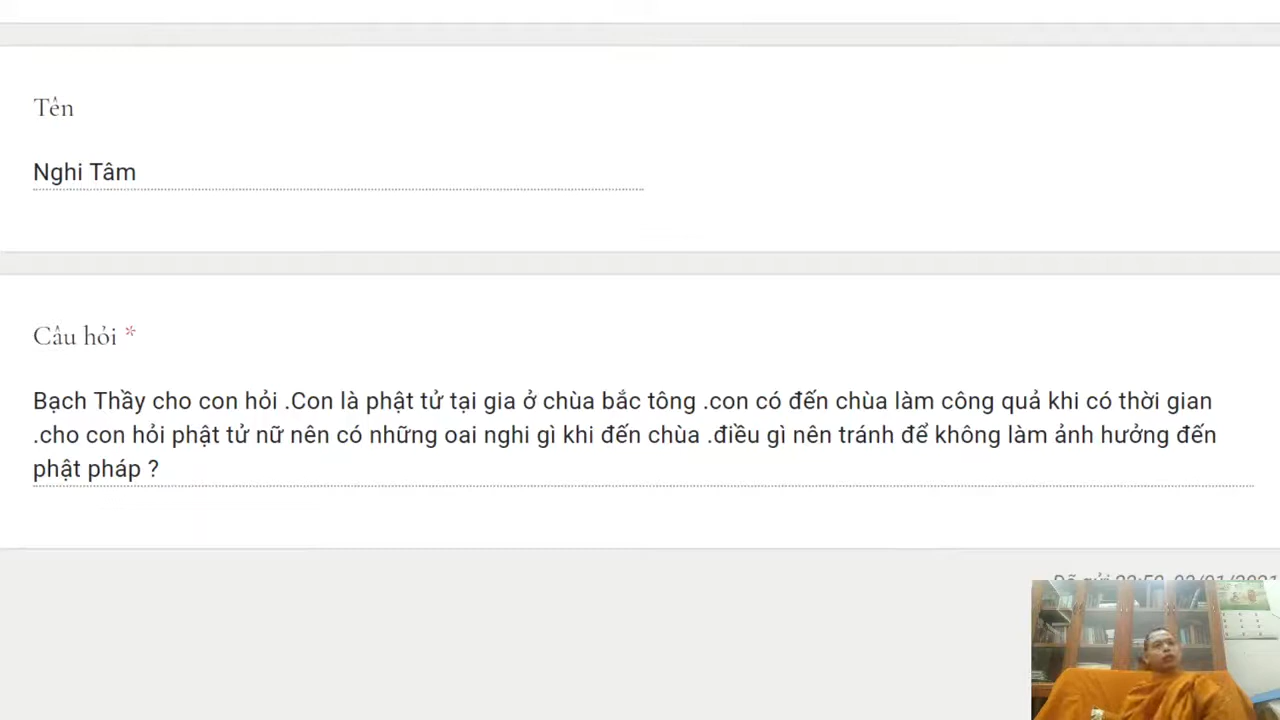 Tên
Nghi Tâm
Câu hỏi *
Bạch Thầy cho con hỏi .Con là phật tử tại gia ở chùa bắc tông .con có đến chùa làm công quả khi có thời gian
.cho con hỏi phật tử nữ nên có những oai nghi gì khi đến chùa .điều gì nên tránh để không làm ảnh hưởng đến
phật pháp ?
Đã gửi